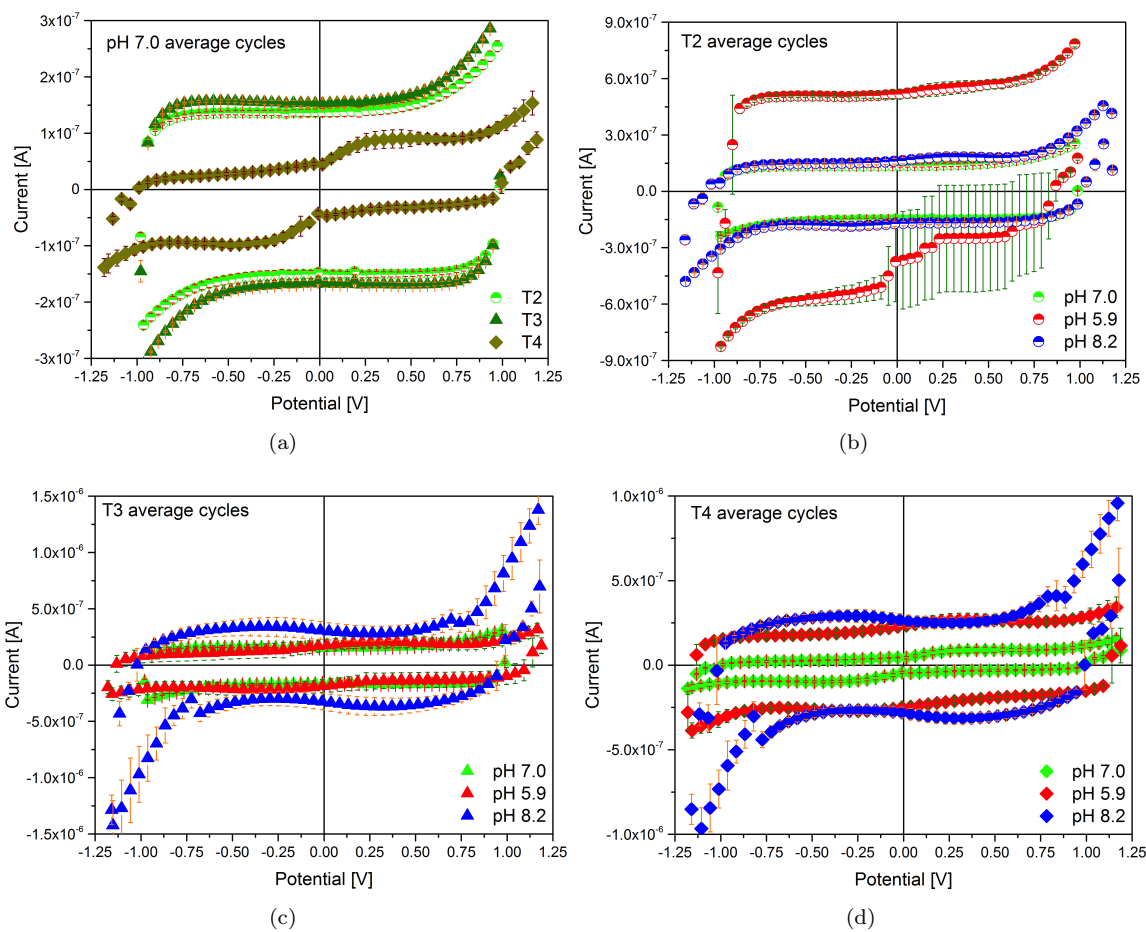 pH 7.0 average cycles
3x10⁻⁷
2x10⁻⁷
1x10⁻⁷
0
-1x10⁻⁷
-2x10⁻⁷
-3x10⁻⁷
Current [A]
T2
T3
T4
-1.25 -1.00 -0.75 -0.50 -0.25 0.00 0.25 0.50 0.75 1.00 1.25
Potential [V]
(a)
T2 average cycles
9.0x10⁻⁷
6.0x10⁻⁷
3.0x10⁻⁷
0.0
-3.0x10⁻⁷
-6.0x10⁻⁷
-9.0x10⁻⁷
Current [A]
pH 7.0
pH 5.9
pH 8.2
-1.25 -1.00 -0.75 -0.50 -0.25 0.00 0.25 0.50 0.75 1.00 1.25
Potential [V]
(b)
T3 average cycles
1.5x10⁻⁶
1.0x10⁻⁶
5.0x10⁻⁷
0.0
-5.0x10⁻⁷
-1.0x10⁻⁶
-1.5x10⁻⁶
Current [A]
pH 7.0
pH 5.9
pH 8.2
-1.25 -1.00 -0.75 -0.50 -0.25 0.00 0.25 0.50 0.75 1.00 1.25
Potential [V]
(c)
T4 average cycles
1.0x10⁻⁶
5.0x10⁻⁷
0.0
-5.0x10⁻⁷
-1.0x10⁻⁶
Current [A]
pH 7.0
pH 5.9
pH 8.2
-1.25 -1.00 -0.75 -0.50 -0.25 0.00 0.25 0.50 0.75 1.00 1.25
Potential [V]
(d)